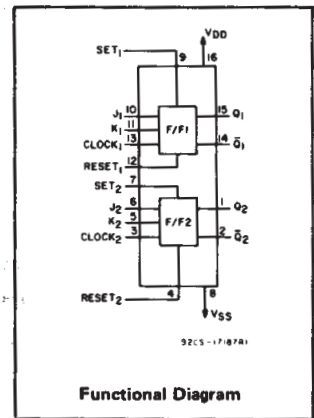 SET1
9
16
VDD
J1 10
15 Q1
K1 11
F/F1
CLOCK1 13
14 Q̄1
RESET1 12
SET2 7
J2 6
1 Q2
K2 5
F/F2
CLOCK2 3
2 Q̄2
4
8
RESET2
VSS
92CS-17187R1
Functional Diagram